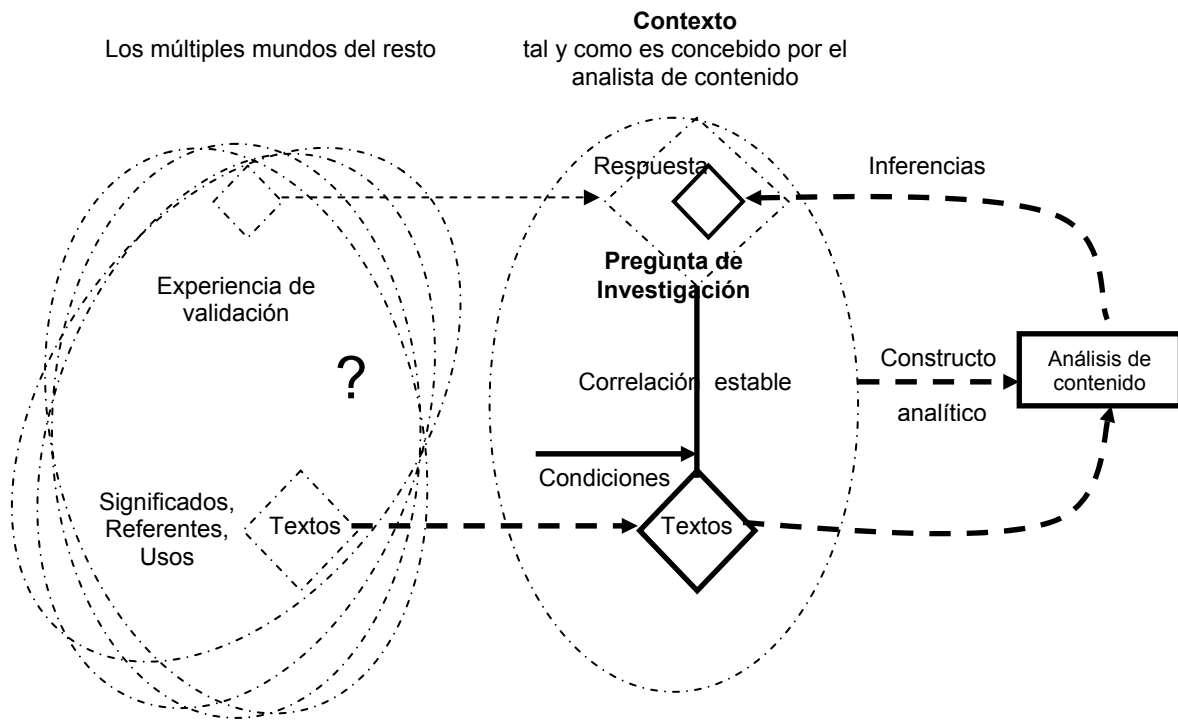 Los múltiples mundos del resto
Contexto
tal y como es concebido por el
analista de contenido
Respuesta
Inferencias
Pregunta de
Investigación
Experiencia de
validación
?
Correlación estable
Constructo
analítico
Análisis de
contenido
Condiciones
Significados,
Referentes,
Usos
Textos
Textos